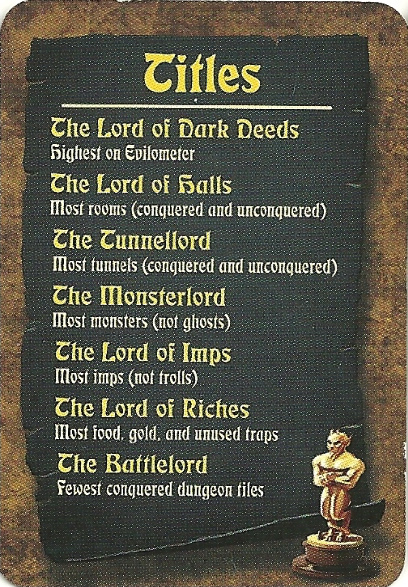 Titles
The Lord of Dark Deeds
Highest on Evilometer
The Lord of Halls
Most rooms (conquered and unconquered)
The Tunnellord
Most tunnels (conquered and unconquered)
The Monsterlord
Most monsters (not ghosts)
The Lord of Imps
Most imps (not trolls)
The Lord of Riches
Most food, gold, and unused traps
The Battlelord
Fewest conquered dungeon tiles